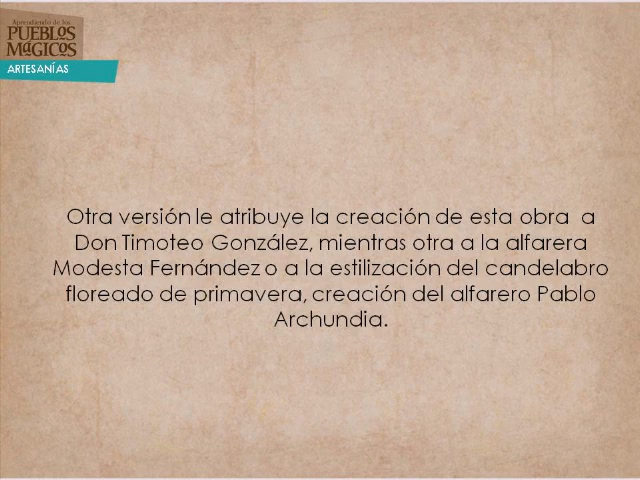 Aprendiendo de los
PUEBLOS
MáGICOS
ARTESANÍAS
Otra versión le atribuye la creación de esta obra a
Don Timoteo González, mientras otra a la alfarera
Modesta Fernández o a la estilización del candelabro
floreado de primavera, creación del alfarero Pablo
Archundia.